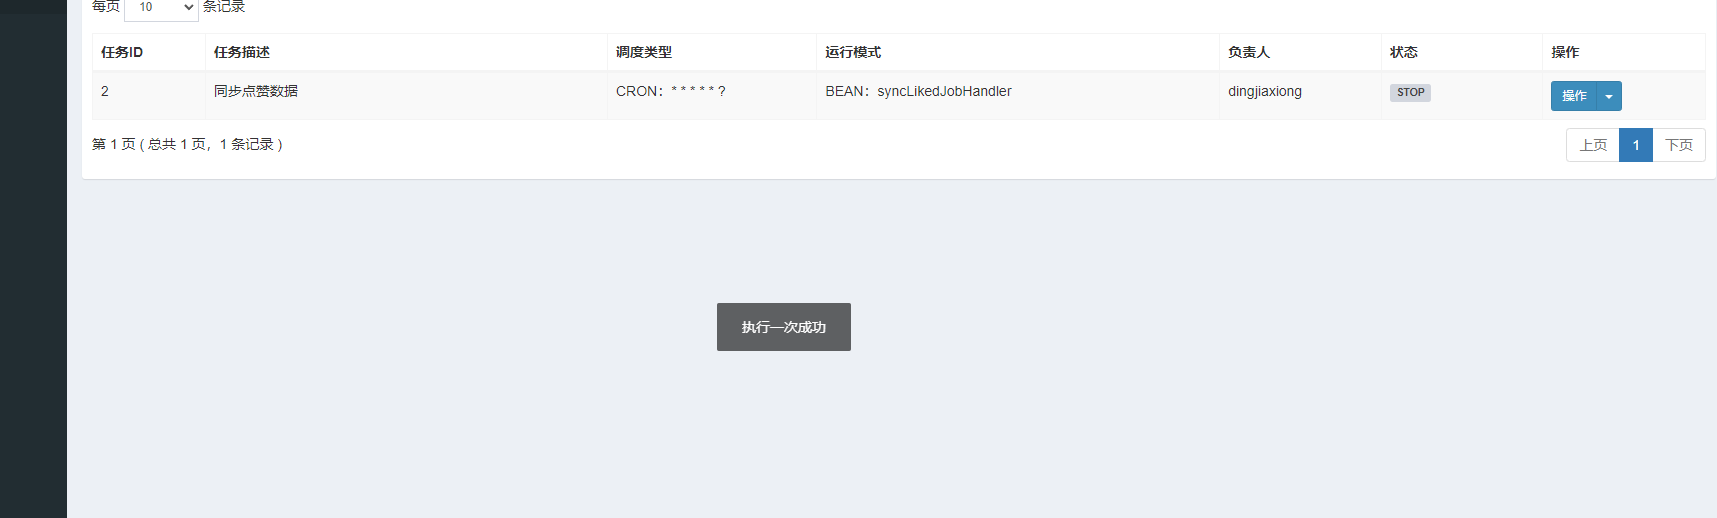 每页 10 条记录
任务ID 任务描述 调度类型 运行模式 负责人 状态 操作
2 同步点赞数据 CRON：* * * * * ? BEAN：syncLikedJobHandler dingjiaxiong STOP 操作
第 1 页 ( 总共 1 页，1 条记录 ) 上页 1 下页
执行一次成功